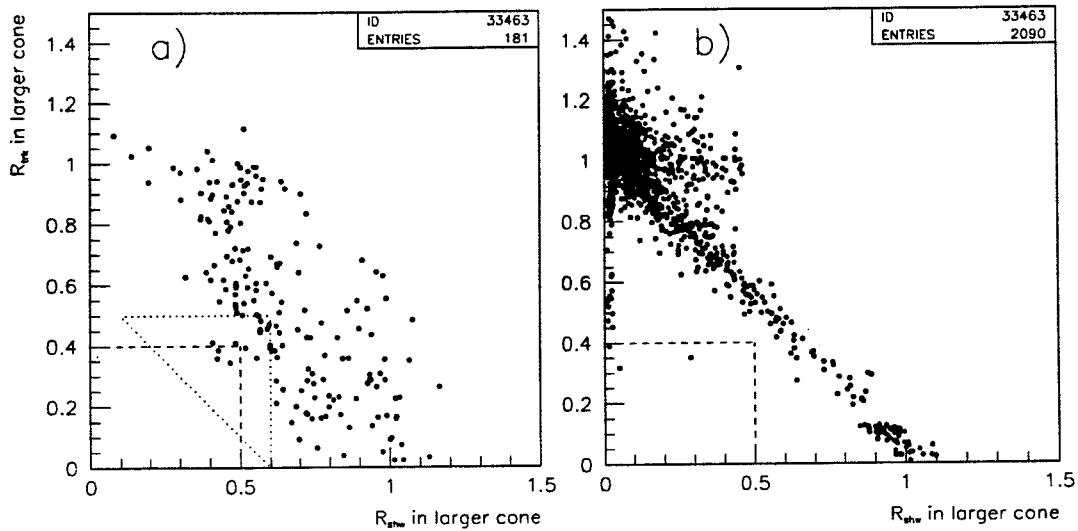 a)
ID 33463
ENTRIES 181
1.4
1.2
1
0.8
0.6
0.4
0.2
0
0 0.5 1 1.5
R_trk in larger cone
R_shw in larger cone
b)
ID 33463
ENTRIES 2090
1.4
1.2
1
0.8
0.6
0.4
0.2
0
0 0.5 1 1.5
R_shw in larger cone